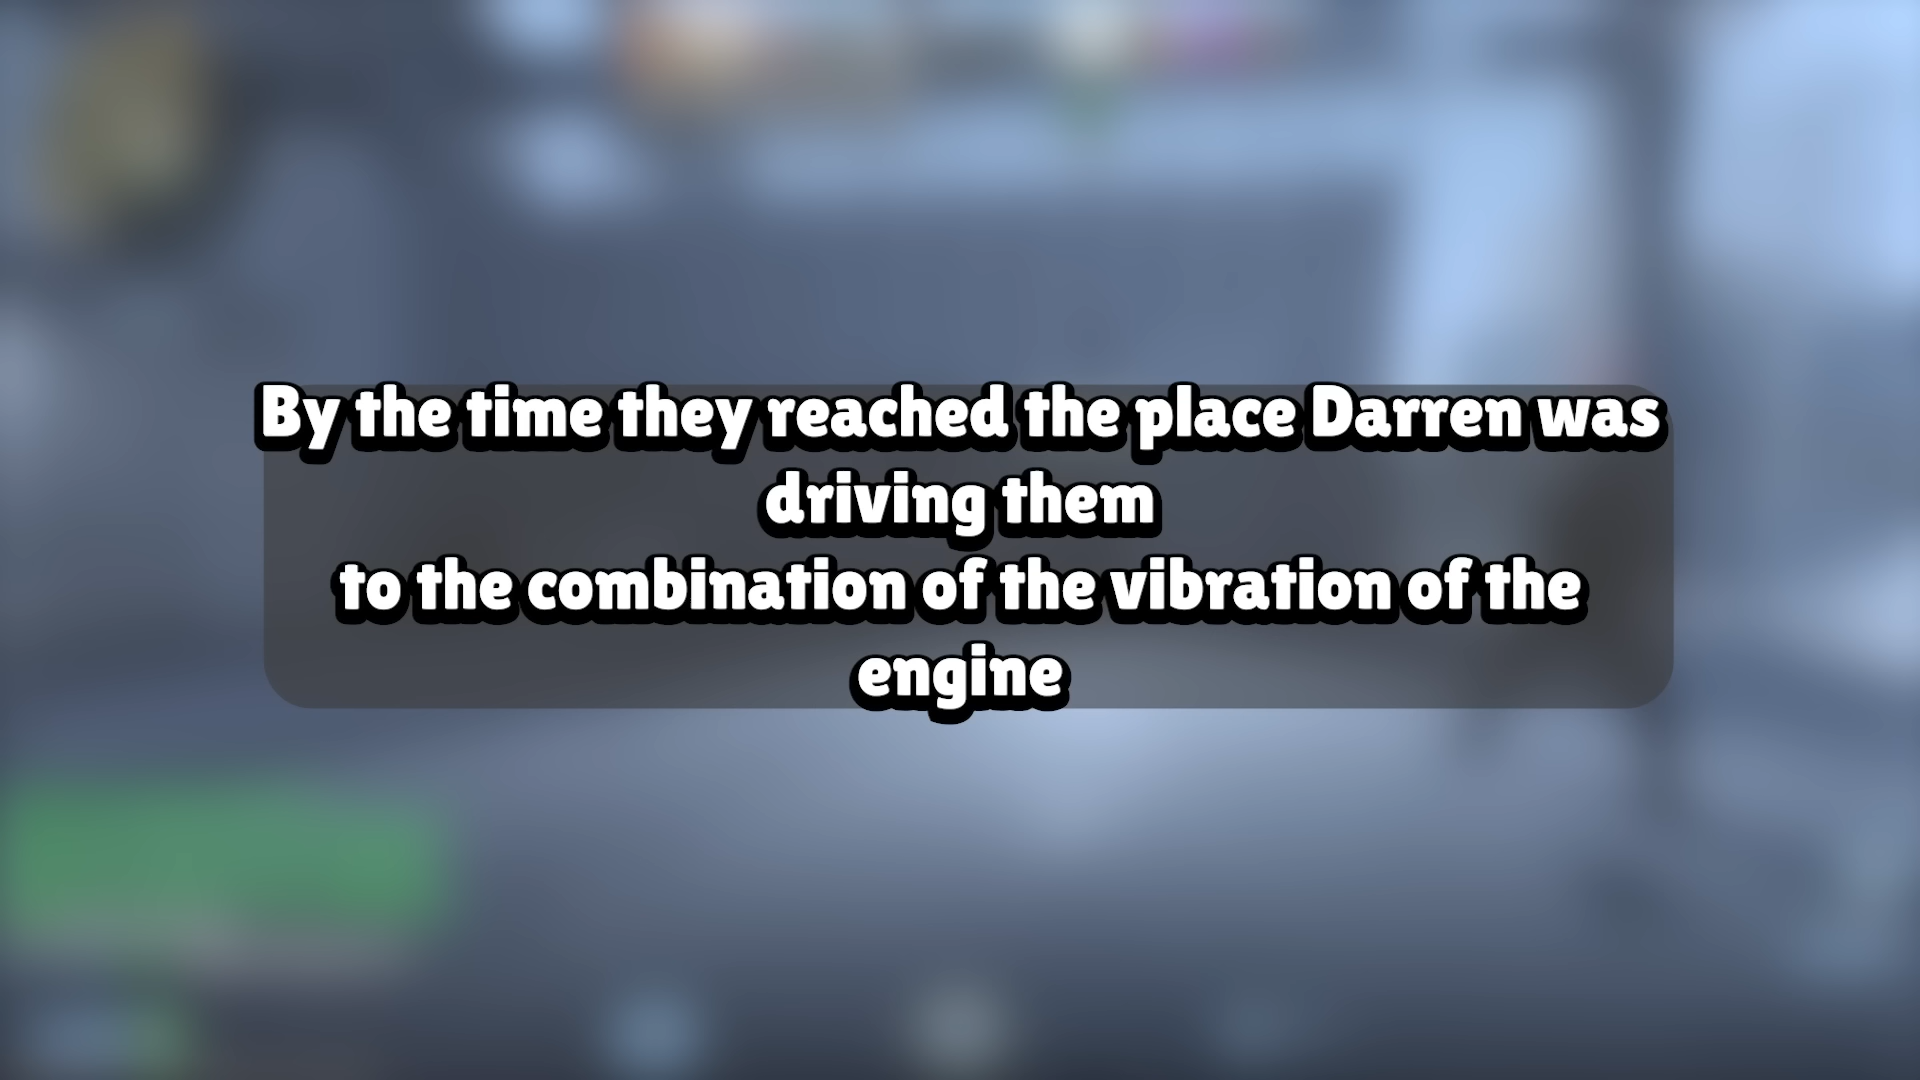 By the time they reached the place Darren was
driving them
to the combination of the vibration of the
engine